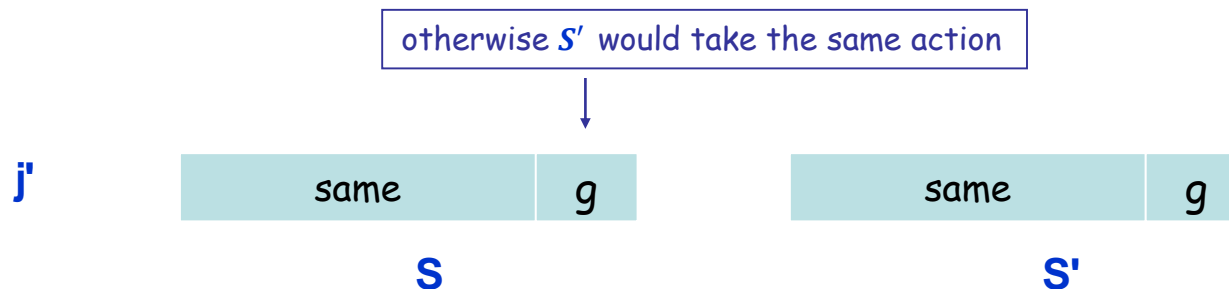 otherwise S′ would take the same action
j' same g same g
S S'